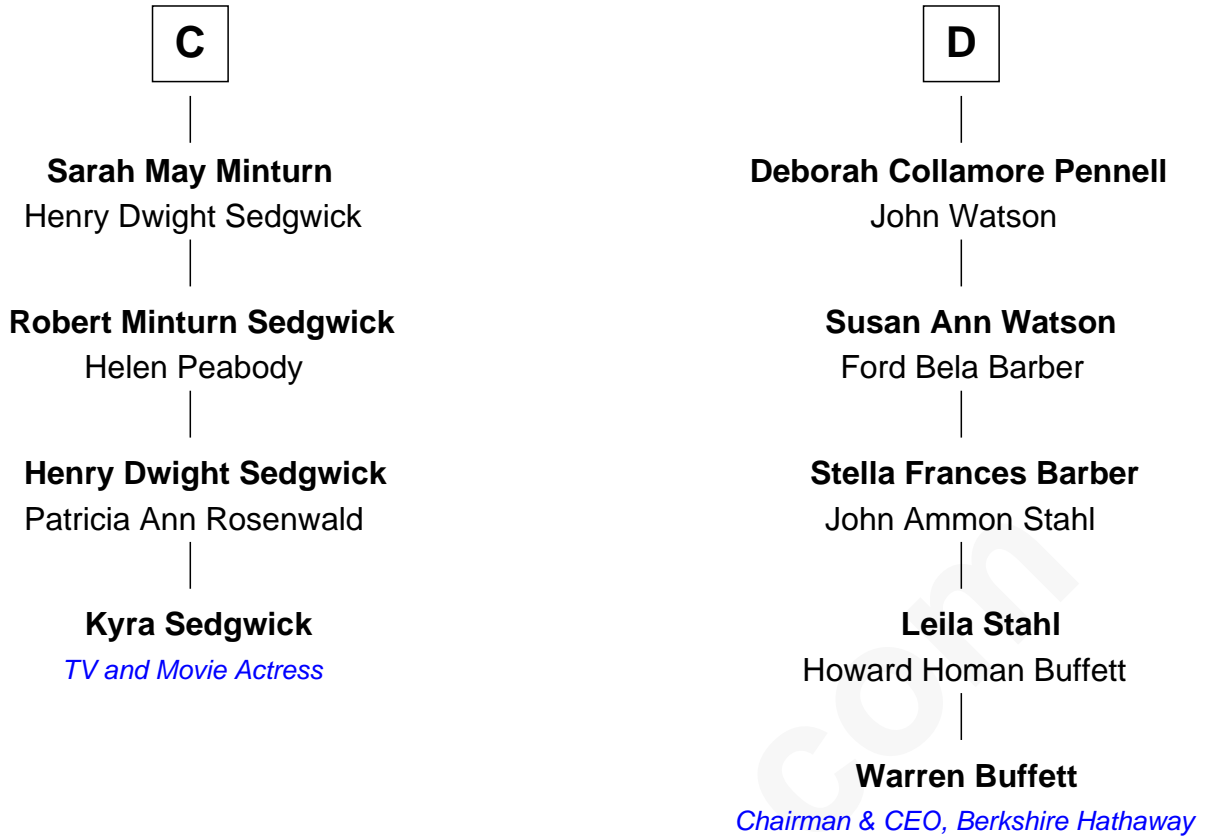 C
Sarah May Minturn
Henry Dwight Sedgwick
Robert Minturn Sedgwick
Helen Peabody
Henry Dwight Sedgwick
Patricia Ann Rosenwald
Kyra Sedgwick
TV and Movie Actress
D
Deborah Collamore Pennell
John Watson
Susan Ann Watson
Ford Bela Barber
Stella Frances Barber
John Ammon Stahl
Leila Stahl
Howard Homan Buffett
Warren Buffett
Chairman & CEO, Berkshire Hathaway
com